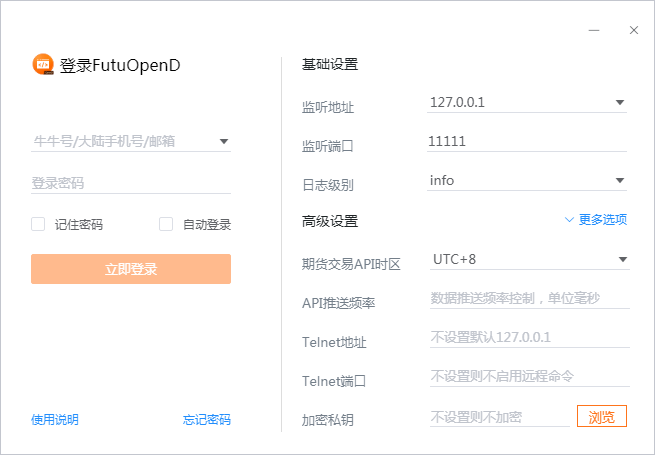 登录FutuOpenD
牛牛号/大陆手机号/邮箱
登录密码
记住密码 自动登录
立即登录
使用说明 忘记密码
基础设置
监听地址 127.0.0.1
监听端口 11111
日志级别 info
高级设置 更多选项
期货交易API时区 UTC+8
API推送频率 数据推送频率控制，单位毫秒
Telnet地址 不设置默认127.0.0.1
Telnet端口 不设置则不启用远程命令
加密私钥 不设置则不加密 浏览